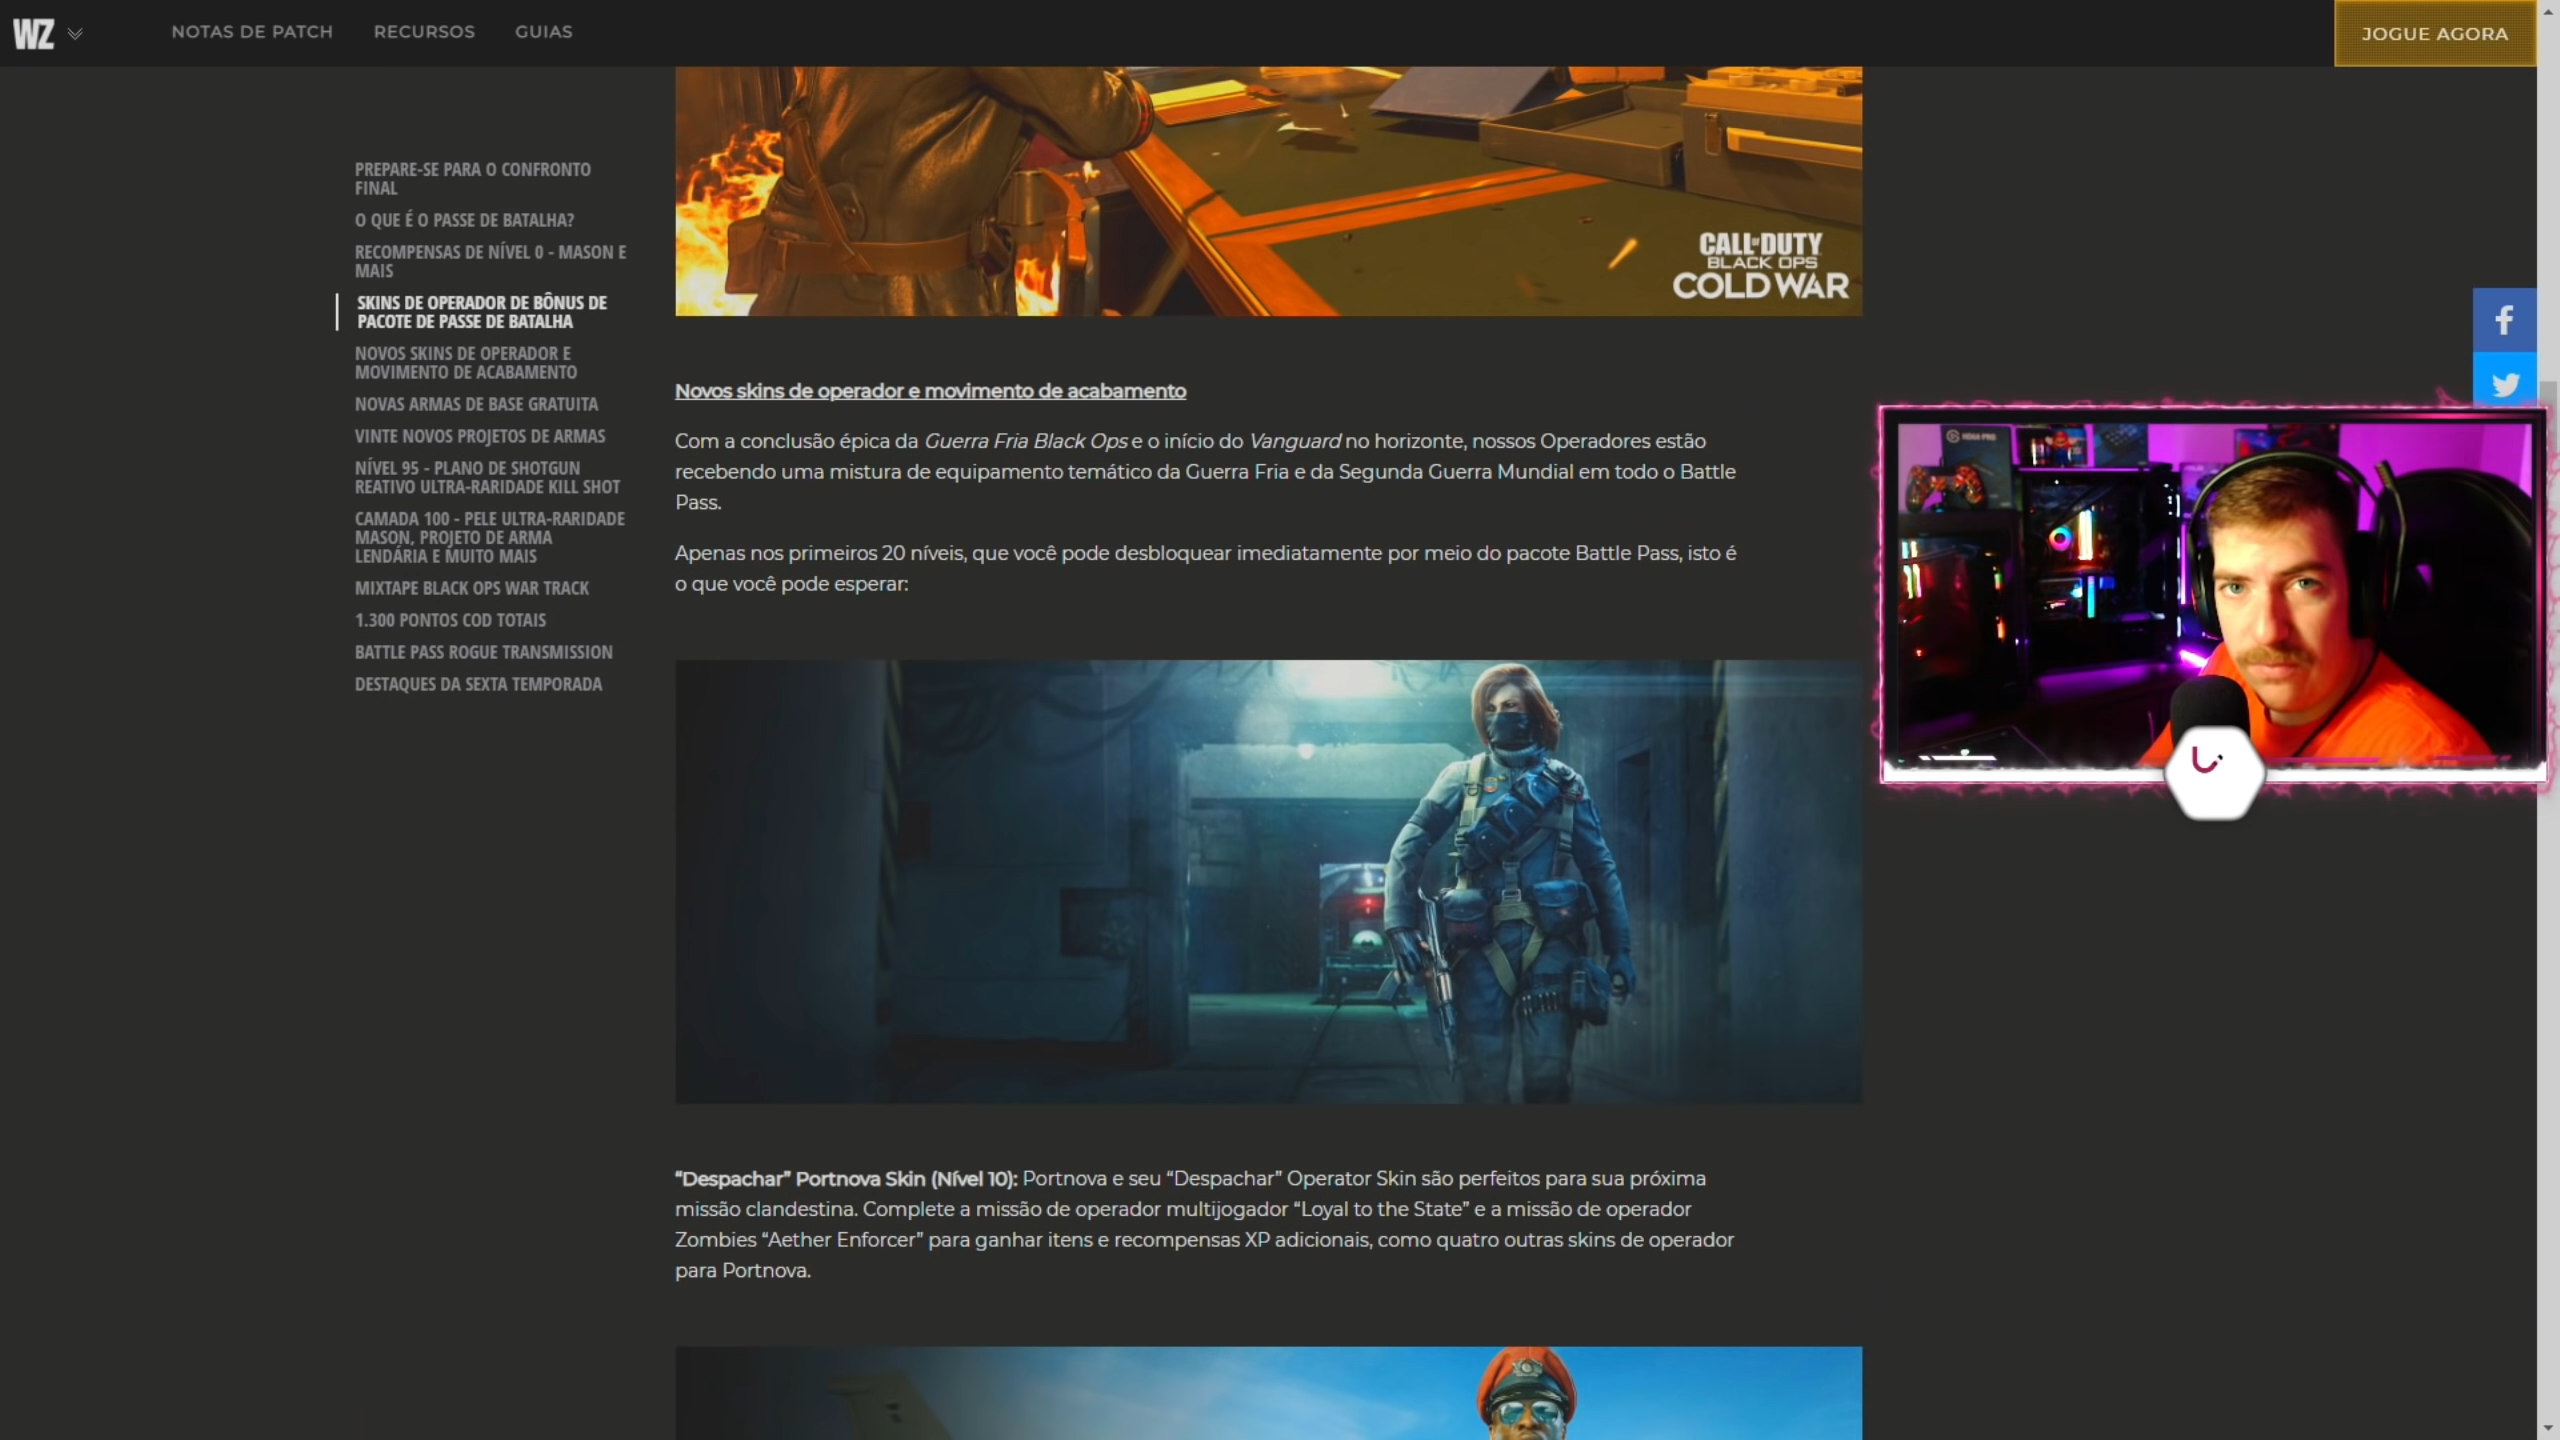 WZ
NOTAS DE PATCH
RECURSOS
GUIAS
JOGUE AGORA
PREPARE-SE PARA O CONFRONTO
FINAL
O QUE É O PASSE DE BATALHA?
RECOMPENSAS DE NÍVEL 0 - MASON E
MAIS
SKINS DE OPERADOR DE BÔNUS DE
PACOTE DE PASSE DE BATALHA
NOVOS SKINS DE OPERADOR E
MOVIMENTO DE ACABAMENTO
NOVAS ARMAS DE BASE GRATUITA
VINTE NOVOS PROJETOS DE ARMAS
NÍVEL 95 - PLANO DE SHOTGUN
REATIVO ULTRA-RARIDADE KILL SHOT
CAMADA 100 - PELE ULTRA-RARIDADE
MASON, PROJETO DE ARMA
LENDÁRIA E MUITO MAIS
MIXTAPE BLACK OPS WAR TRACK
1.300 PONTOS COD TOTAIS
BATTLE PASS ROGUE TRANSMISSION
DESTAQUES DA SEXTA TEMPORADA
CALL OF DUTY
BLACK OPS
COLD WAR
Novos skins de operador e movimento de acabamento
Com a conclusão épica da Guerra Fria Black Ops e o início do Vanguard no horizonte, nossos Operadores estão
recebendo uma mistura de equipamento temático da Guerra Fria e da Segunda Guerra Mundial em todo o Battle
Pass.
Apenas nos primeiros 20 níveis, que você pode desbloquear imediatamente por meio do pacote Battle Pass, isto é
o que você pode esperar:
“Despachar” Portnova Skin (Nível 10): Portnova e seu “Despachar” Operator Skin são perfeitos para sua próxima
missão clandestina. Complete a missão de operador multijogador “Loyal to the State” e a missão de operador
Zombies “Aether Enforcer” para ganhar itens e recompensas XP adicionais, como quatro outras skins de operador
para Portnova.